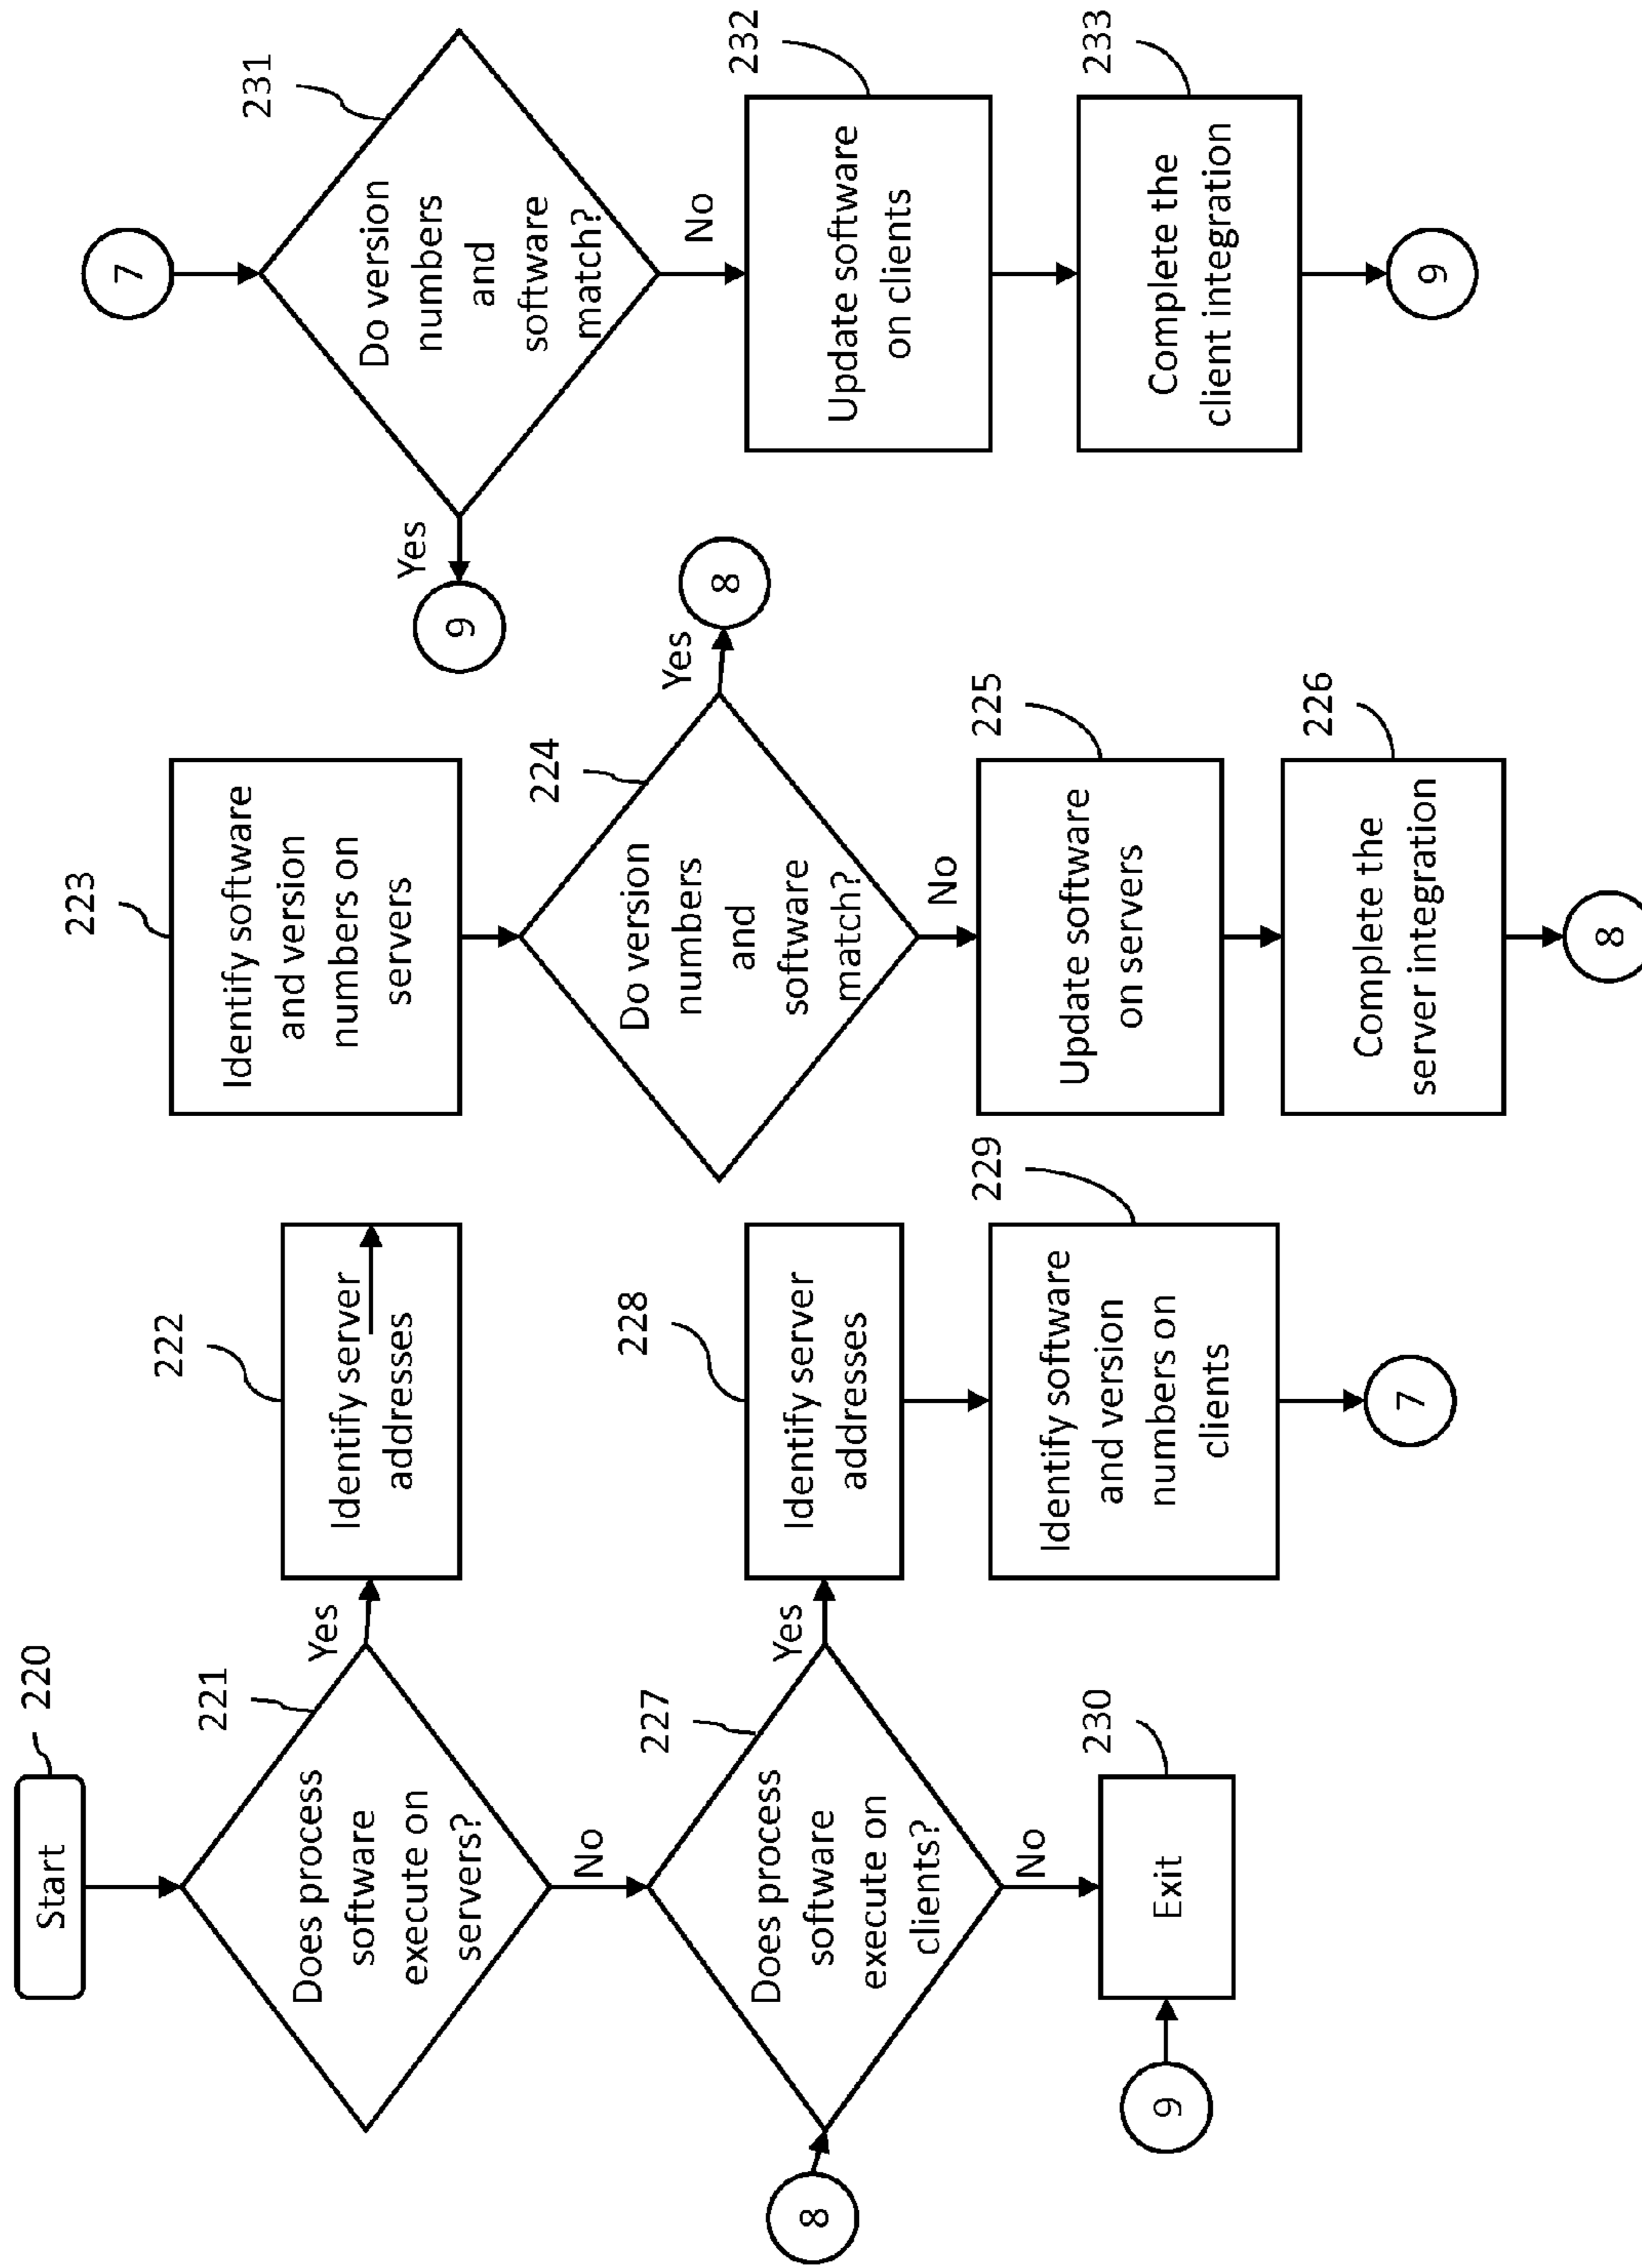 220
Start
221
Does process
software
execute on
servers?
Yes
No
222
Identify server
addresses
223
Identify software
and version
numbers on
servers
224
Do version
numbers
and
software
match?
Yes
8
No
225
Update software
on servers
226
Complete the
server integration
8
8
227
Does process
software
execute on
clients?
Yes
No
228
Identify server
addresses
229
Identify software
and version
numbers on
clients
7
9
230
Exit
7
231
Do version
numbers
and
software
match?
Yes
9
No
232
Update software
on clients
233
Complete the
client integration
9